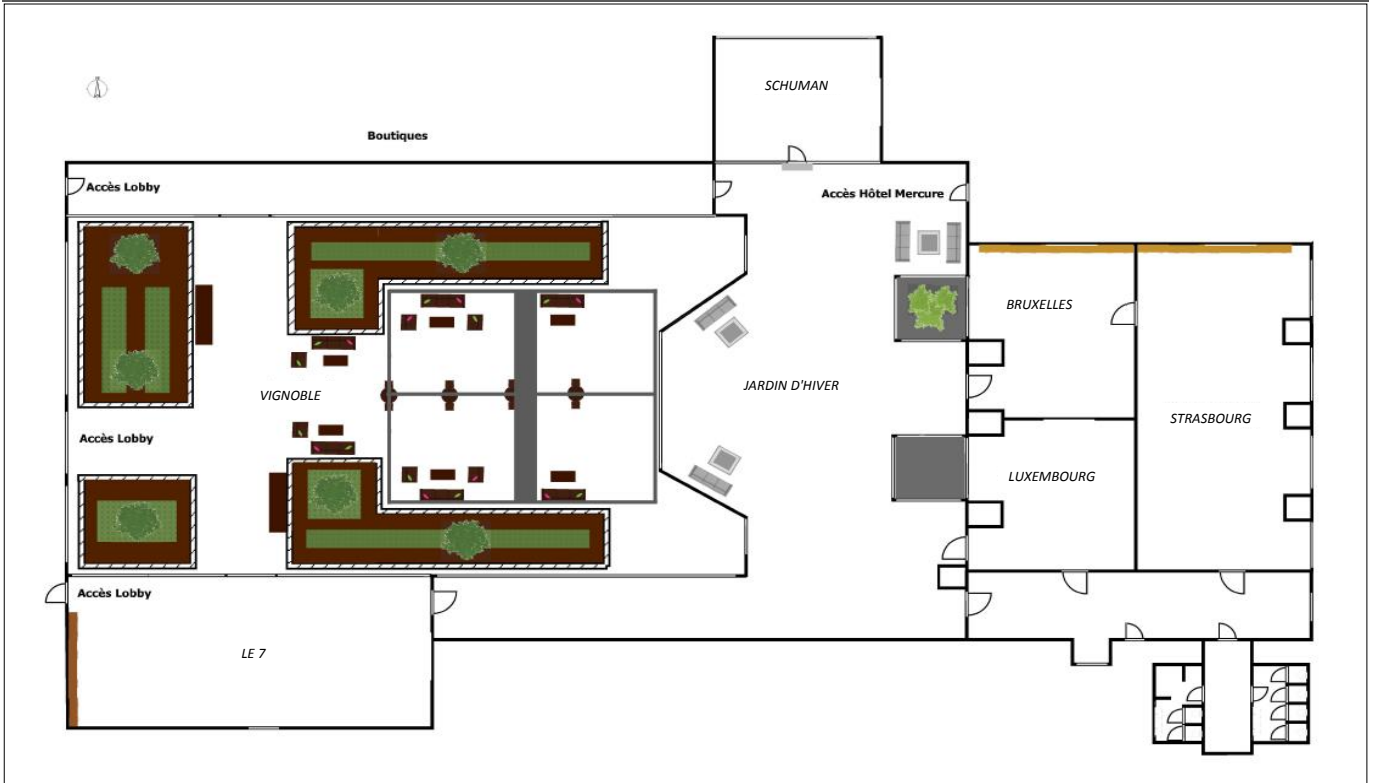 SCHUMAN
Boutiques
Accès Lobby
Accès Hôtel Mercure
BRUXELLES
JARDIN D'HIVER
VIGNOBLE
STRASBOURG
Accès Lobby
LUXEMBOURG
Accès Lobby
LE 7